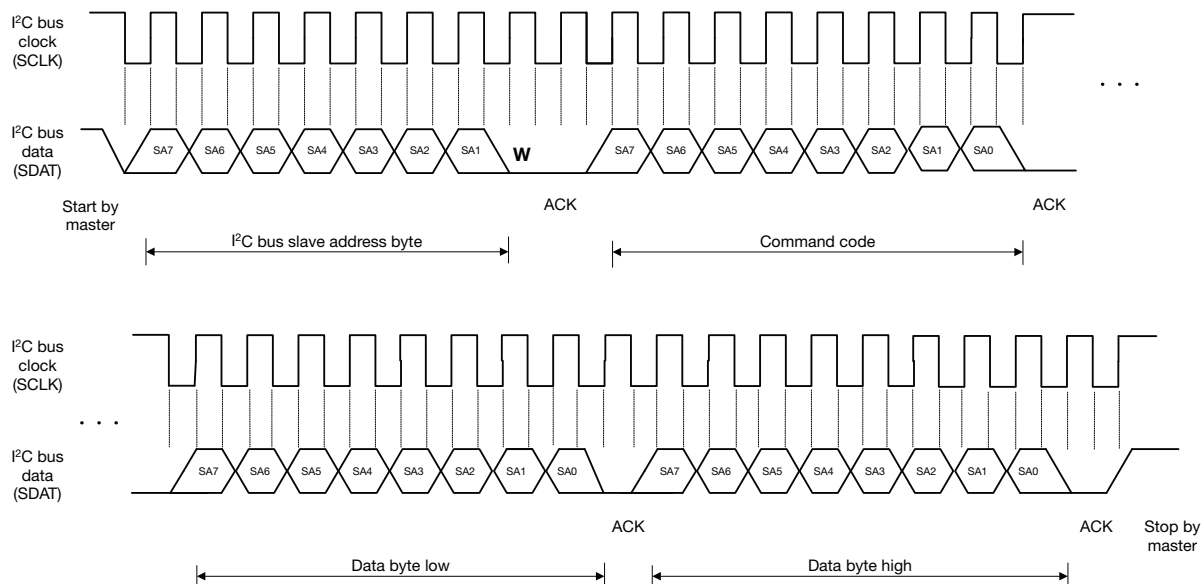 I²C bus
clock
(SCLK)
. . .
I²C bus
data
(SDAT)
SA7 SA6 SA5 SA4 SA3 SA2 SA1 W SA7 SA6 SA5 SA4 SA3 SA2 SA1 SA0
Start by
master
ACK ACK
I²C bus slave address byte Command code
I²C bus
clock
(SCLK)
. . .
I²C bus
data
(SDAT)
SA7 SA6 SA5 SA4 SA3 SA2 SA1 SA0 SA7 SA6 SA5 SA4 SA3 SA2 SA1 SA0
ACK ACK Stop by
master
Data byte low Data byte high